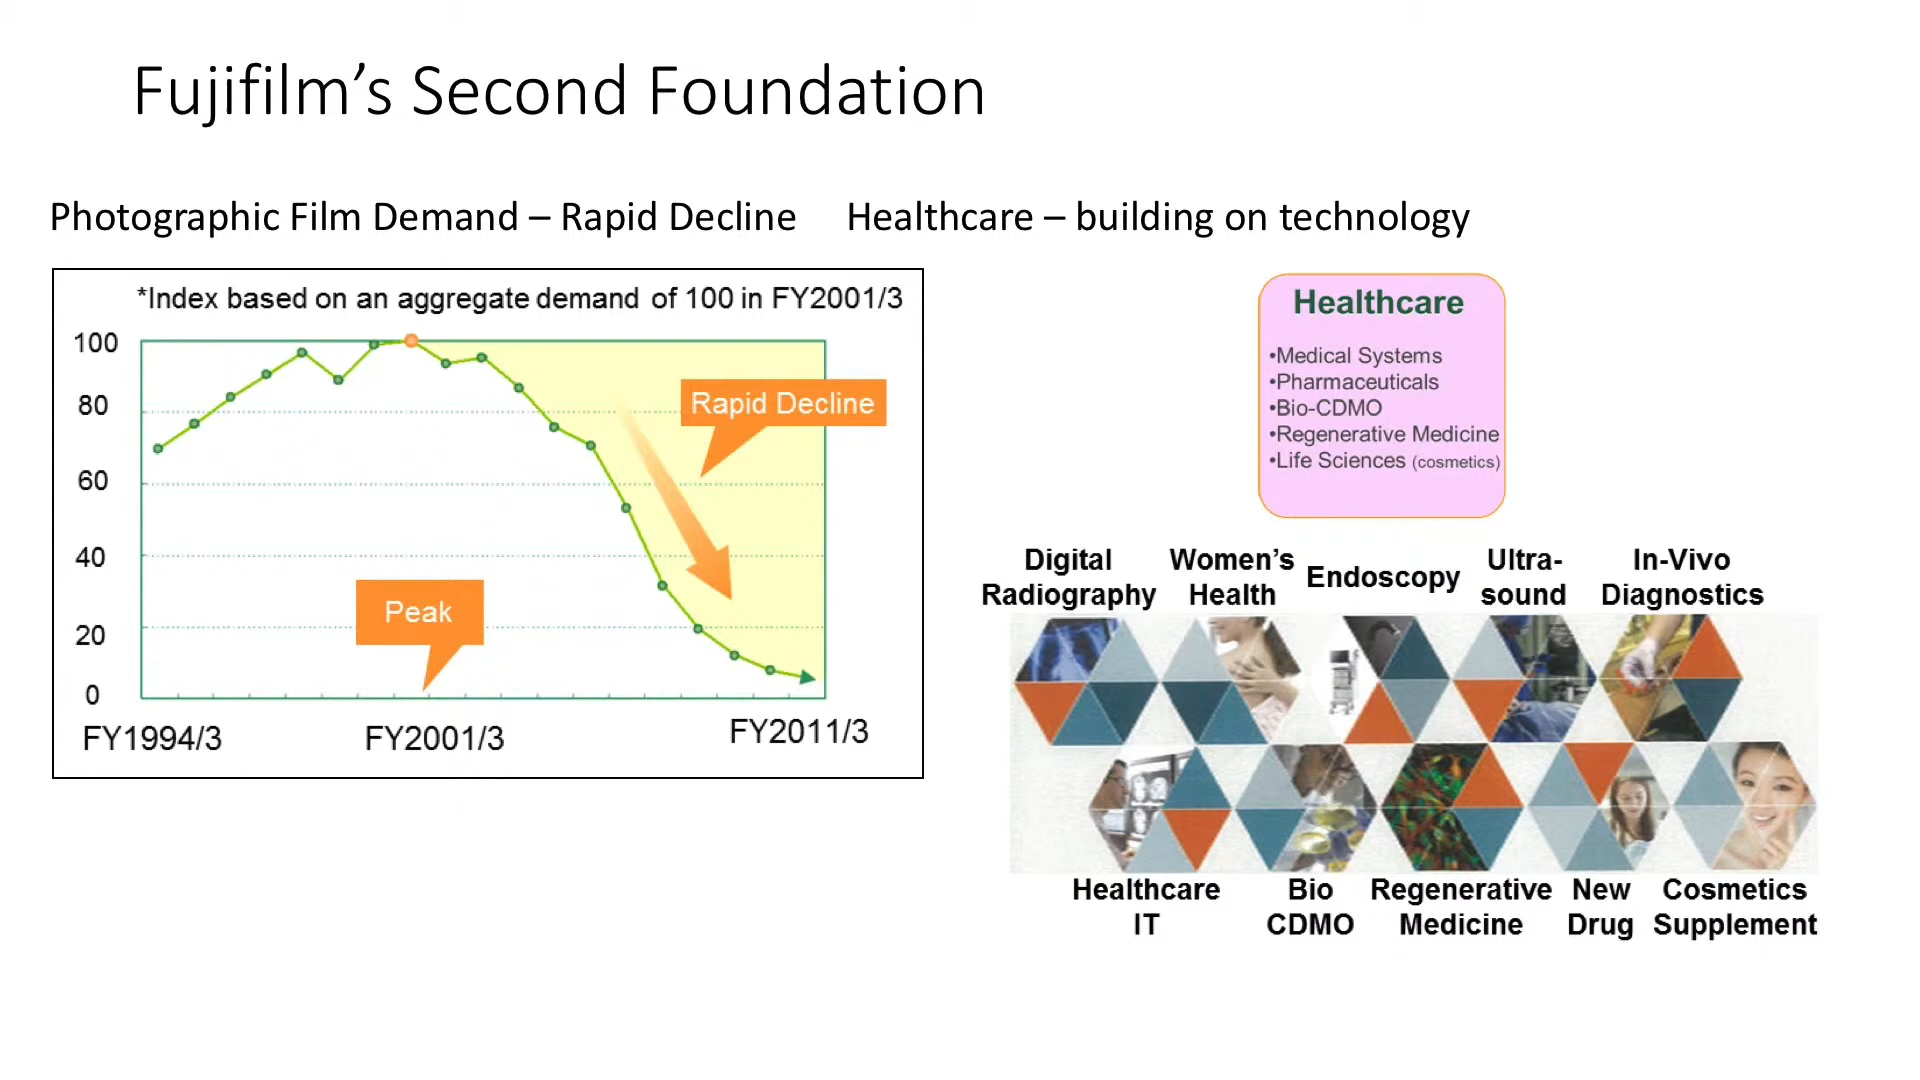 Fujifilm’s Second Foundation
Photographic Film Demand – Rapid Decline
*Index based on an aggregate demand of 100 in FY2001/3
100
80
60
40
20
0
Rapid Decline
Peak
FY1994/3
FY2001/3
FY2011/3
Healthcare – building on technology
Healthcare
•Medical Systems
•Pharmaceuticals
•Bio-CDMO
•Regenerative Medicine
•Life Sciences (cosmetics)
Digital
Radiography
Women’s
Health
Endoscopy
Ultra-
sound
In-Vivo
Diagnostics
Healthcare
IT
Bio
CDMO
Regenerative
Medicine
New
Drug
Cosmetics
Supplement